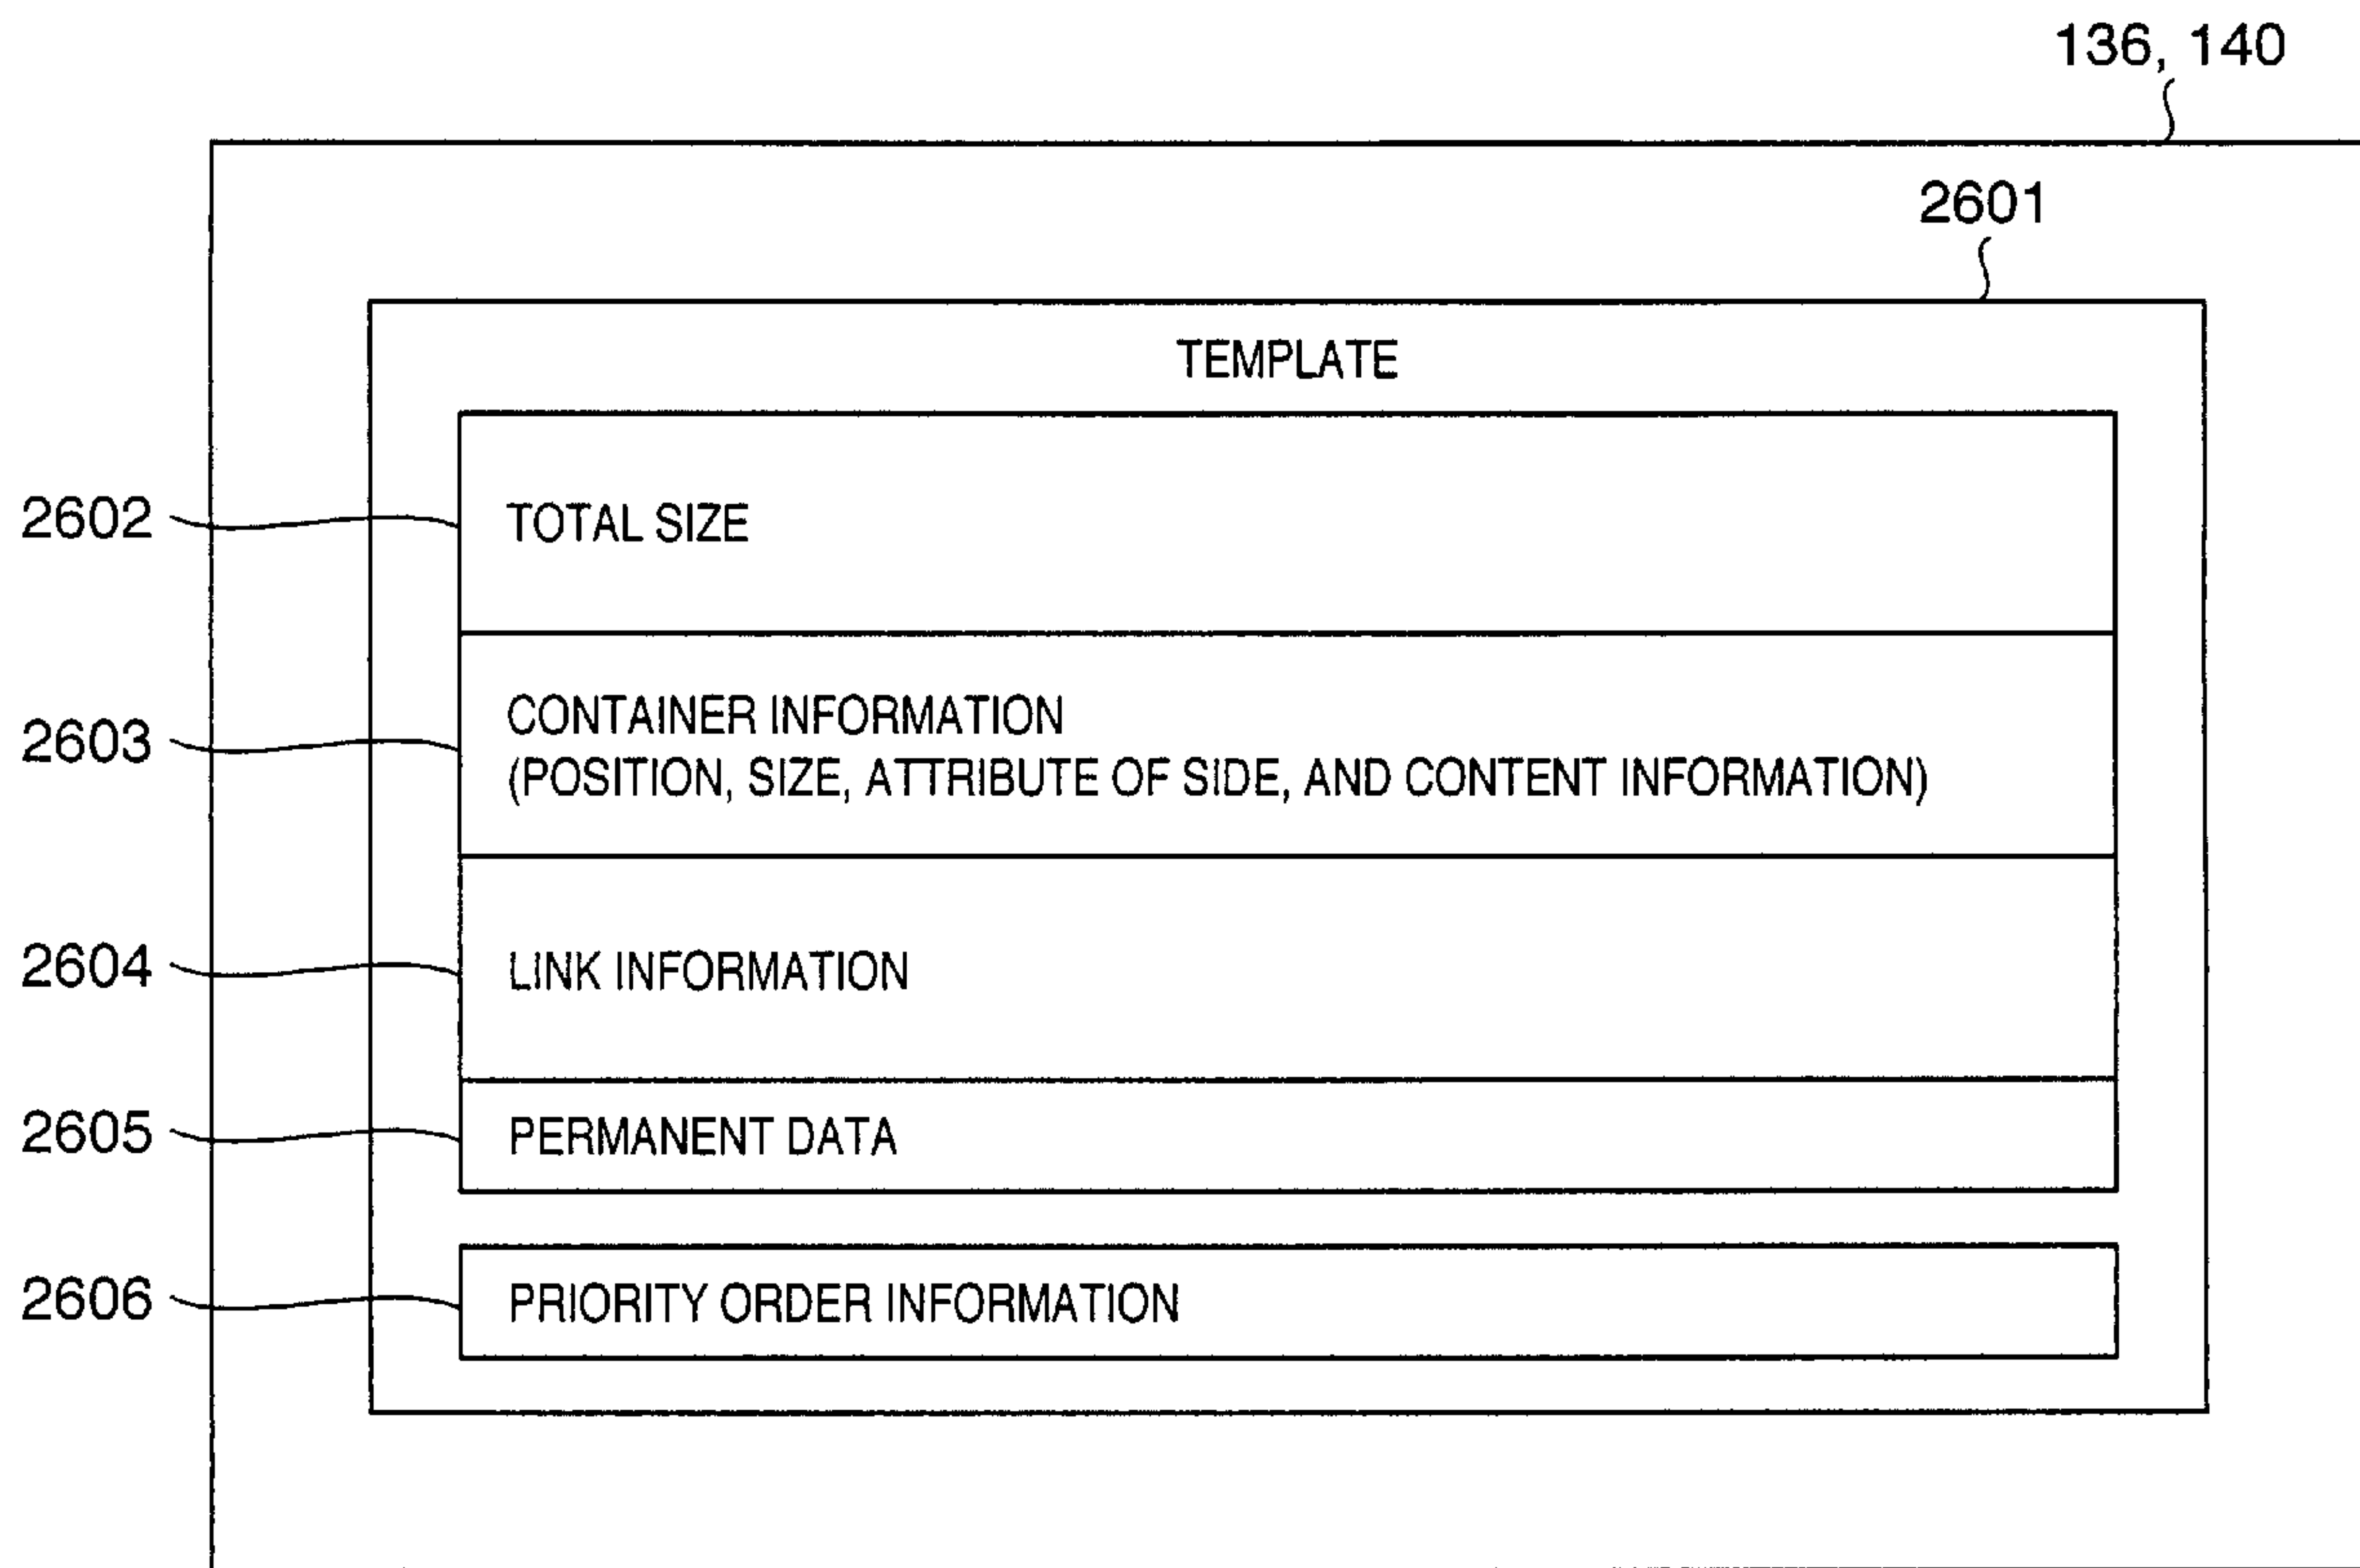 136, 140
2601
TEMPLATE
2602
TOTAL SIZE
2603
CONTAINER INFORMATION
(POSITION, SIZE, ATTRIBUTE OF SIDE, AND CONTENT INFORMATION)
2604
LINK INFORMATION
2605
PERMANENT DATA
2606
PRIORITY ORDER INFORMATION